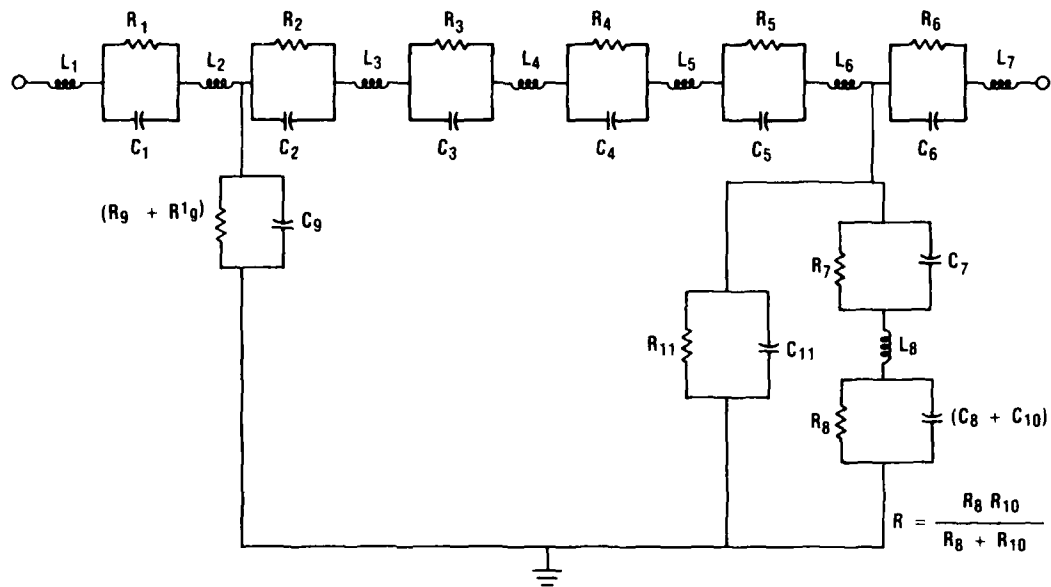 R₁ R₂ R₃ R₄ R₅ R₆
L₁ L₂ L₃ L₄ L₅ L₆ L₇
C₁ C₂ C₃ C₄ C₅ C₆
(R₉ + R¹₉) C₉
R₇ C₇
R₁₁ C₁₁ L₈
R₈ (C₈ + C₁₀)
R = R₈ R₁₀ / R₈ + R₁₀